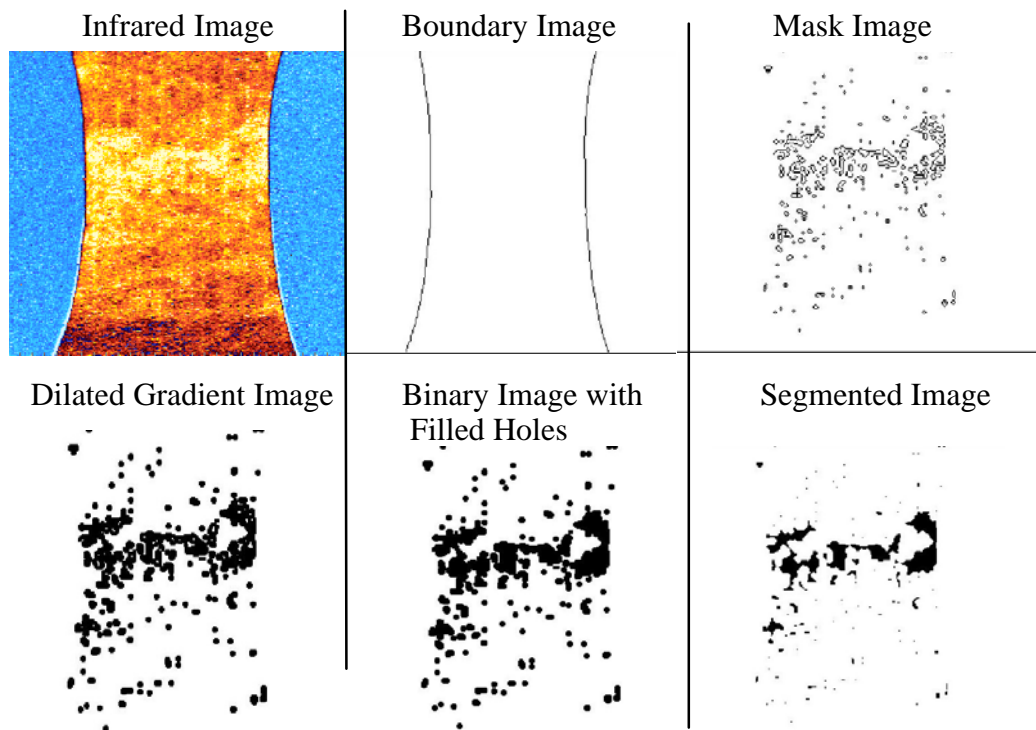 Infrared Image
Boundary Image
Mask Image
Dilated Gradient Image
Binary Image with
Filled Holes
Segmented Image